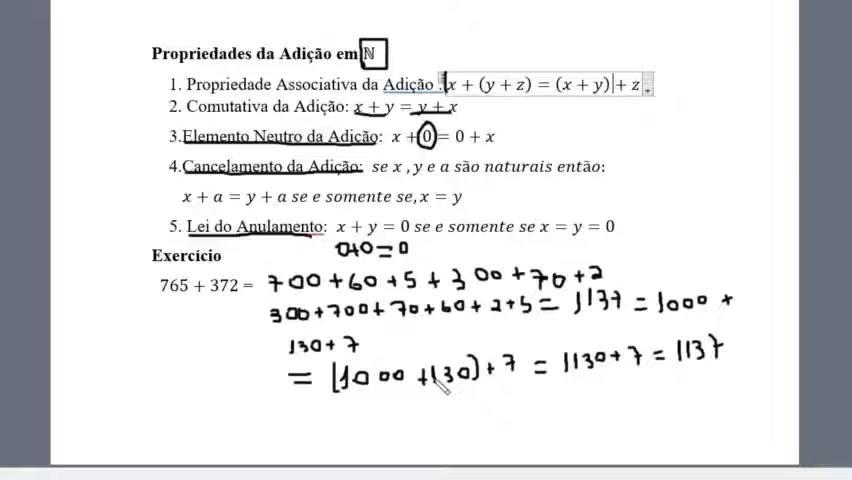 Propriedades da Adição em ℕ
1. Propriedade Associativa da Adição : x + (y + z) = (x + y) + z
2. Comutativa da Adição: x + y = y + x
3.Elemento Neutro da Adição: x + 0 = 0 + x
4.Cancelamento da Adição: se x , y e a são naturais então:
x + a = y + a se e somente se, x = y
5. Lei do Anulamento: x + y = 0 se e somente se x = y = 0
0+0=0
Exercício
765 + 372 = 700+60+5+300+70+2
300+700+70+60+2+5 = 1137 = 1000 +
130+7
= (1000 +130)+7 = 1130+7 = 1137